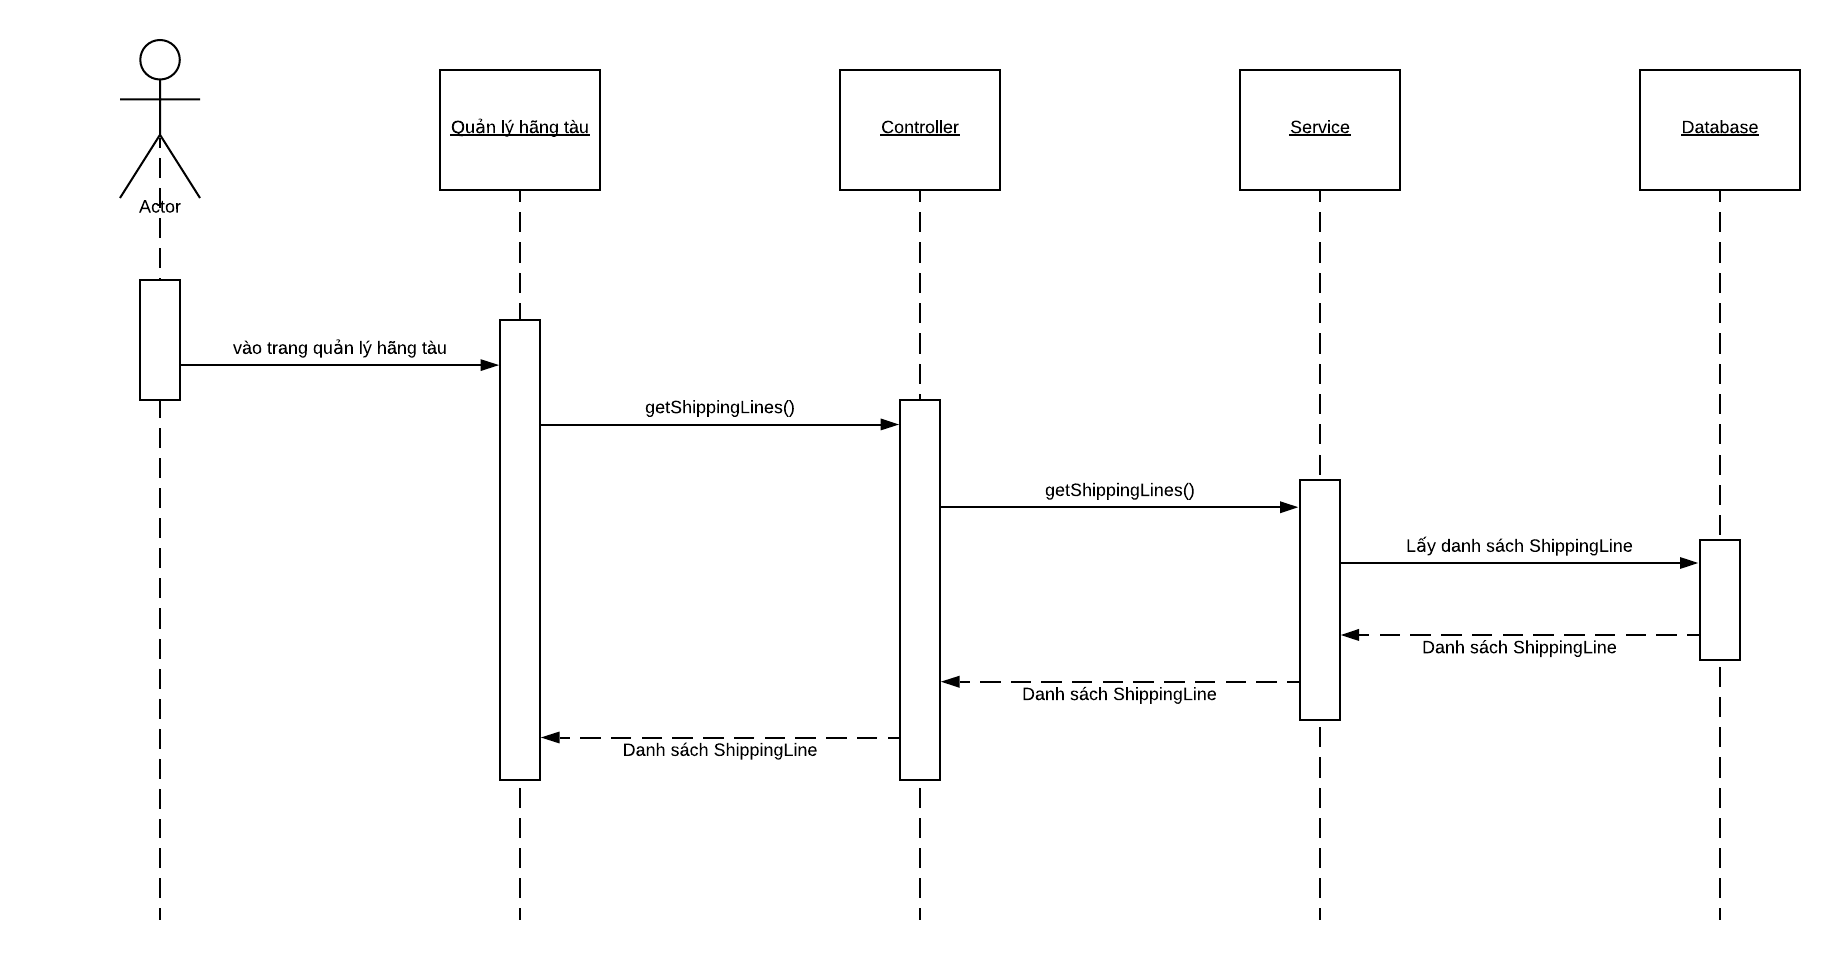 Actor
Quản lý hãng tàu
Controller
Service
Database
vào trang quản lý hãng tàu
getShippingLines()
getShippingLines()
Lấy danh sách ShippingLine
Danh sách ShippingLine
Danh sách ShippingLine
Danh sách ShippingLine